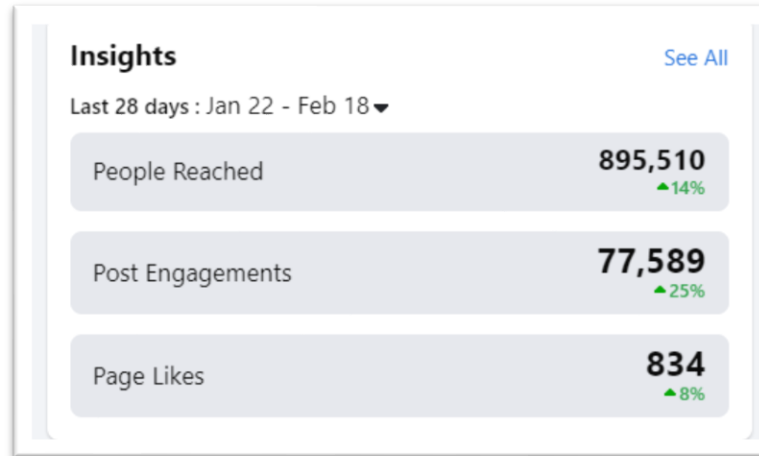 Insights
See All
Last 28 days : Jan 22 - Feb 18
People Reached
895,510
14%
Post Engagements
77,589
25%
Page Likes
834
8%